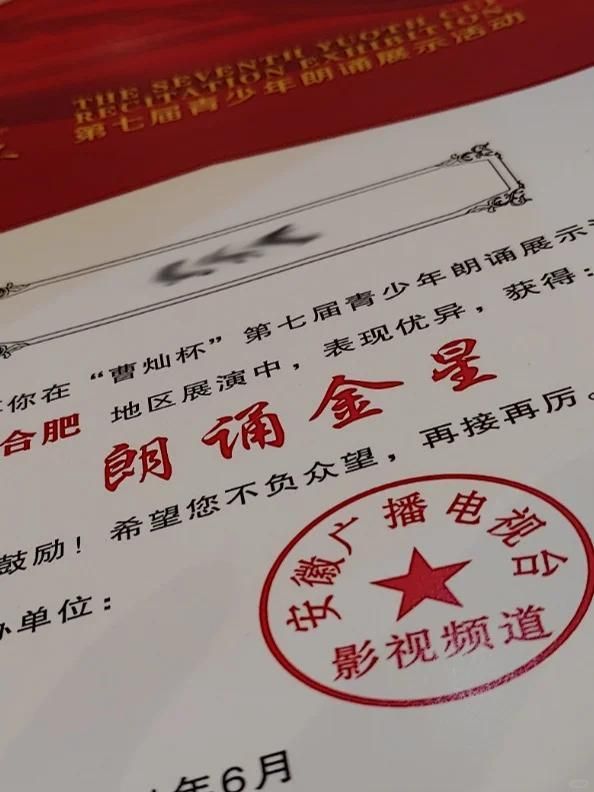 THE SEVENTH YUOTH CUP
RECITATION EXHIBITION
第七届青少年朗诵展示活动
你在“曹灿杯”第七届青少年朗诵展示
合肥 地区展演中，表现优异，获得：
朗诵金星
鼓励！希望您不负众望，再接再厉。
办单位：
安徽广播电视台
影视频道
年6月